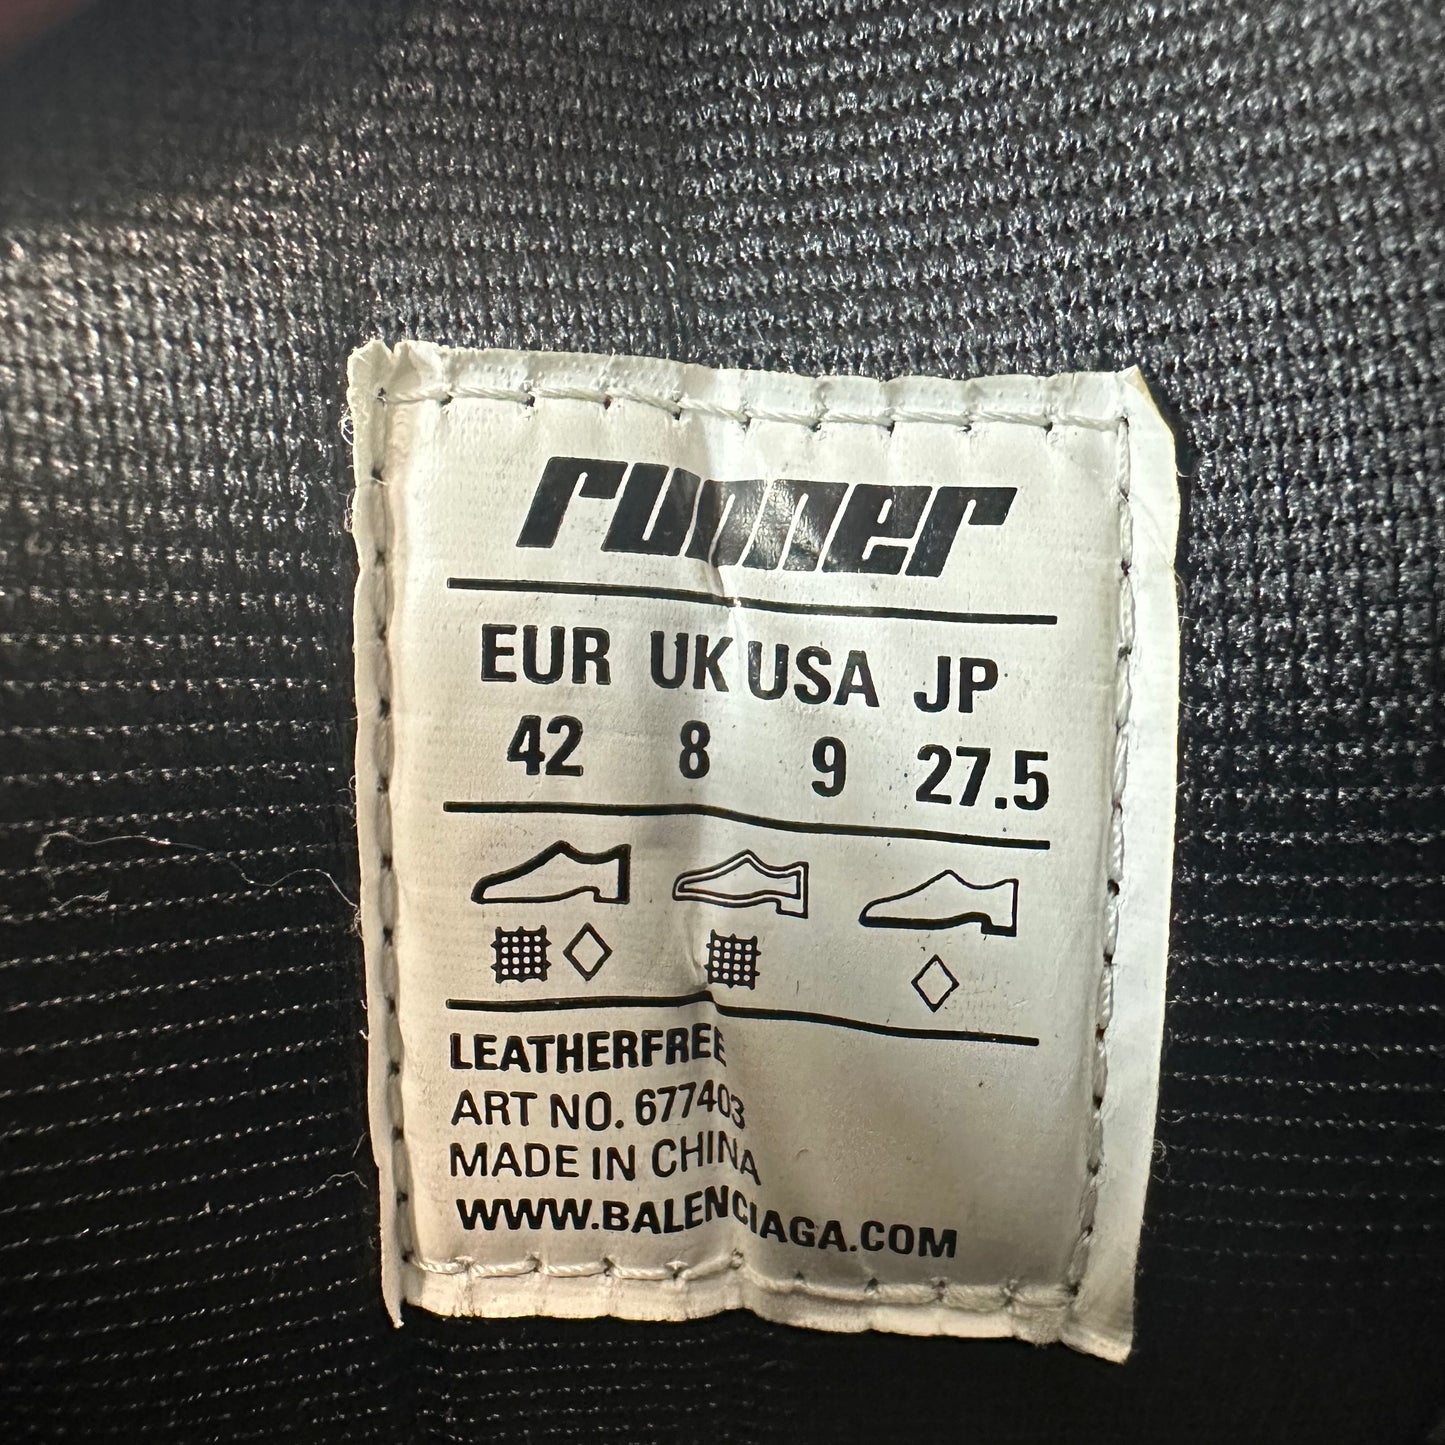 runner
EUR UK USA JP
42 8 9 27.5
LEATHERFREE
ART NO. 677403
MADE IN CHINA
WWW.BALENCIAGA.COM